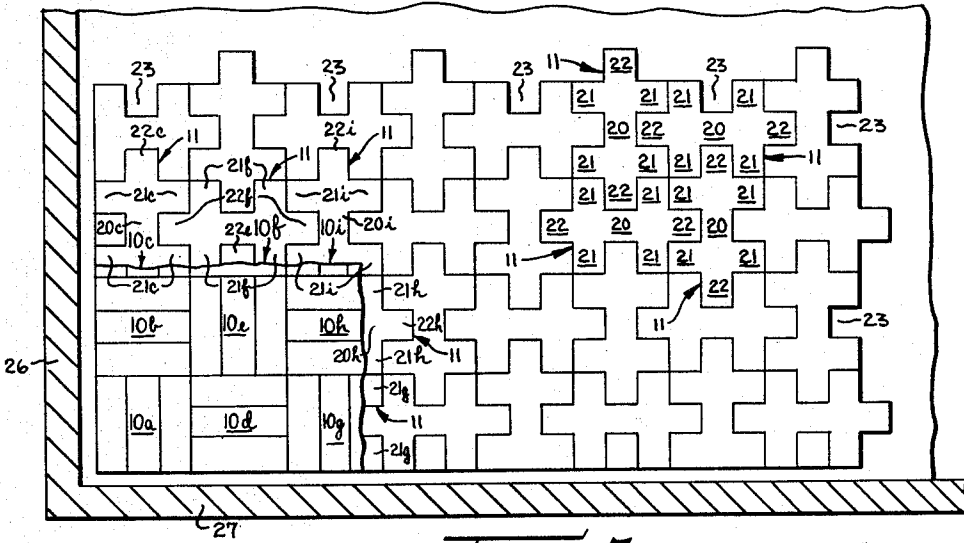 23 23 23 11 22 23
21 21 21 21
22c 11 22i 11 20 22 20 22 23
21f 11 21 21 21 22 21 11
21c 22f 21i 21 22 21 21 21
20c 20i 22 20 22 20
10c 22e 10f 10i 11 21 21
21c 21f 21i 21h 22
10b 10e 10h 22h 11 23
26 20h 21h 11
10a 10d 10g 21g 11
21g
27